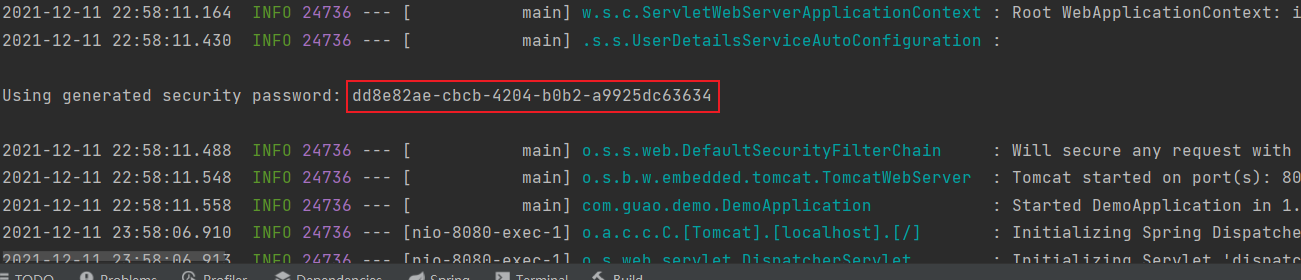 2021-12-11 22:58:11.164  INFO 24736 --- [           main] w.s.c.ServletWebServerApplicationContext : Root WebApplicationContext: i
2021-12-11 22:58:11.430  INFO 24736 --- [           main] .s.s.UserDetailsServiceAutoConfiguration :
Using generated security password: dd8e82ae-cbcb-4204-b0b2-a9925dc63634
2021-12-11 22:58:11.488  INFO 24736 --- [           main] o.s.s.web.DefaultSecurityFilterChain     : Will secure any request with
2021-12-11 22:58:11.548  INFO 24736 --- [           main] o.s.b.w.embedded.tomcat.TomcatWebServer  : Tomcat started on port(s): 80
2021-12-11 22:58:11.558  INFO 24736 --- [           main] com.guao.demo.DemoApplication            : Started DemoApplication in 1.
2021-12-11 23:58:06.910  INFO 24736 --- [nio-8080-exec-1] o.a.c.c.C.[Tomcat].[localhost].[/]       : Initializing Spring Dispatche
2021-12-11 23:58:06.913  INFO 24736 --- [nio-8080-exec-1] o.s.web.servlet.DispatcherServlet        : Initializing Servlet 'dispatc
TODO Problems Profiler Dependencies Spring Terminal Build